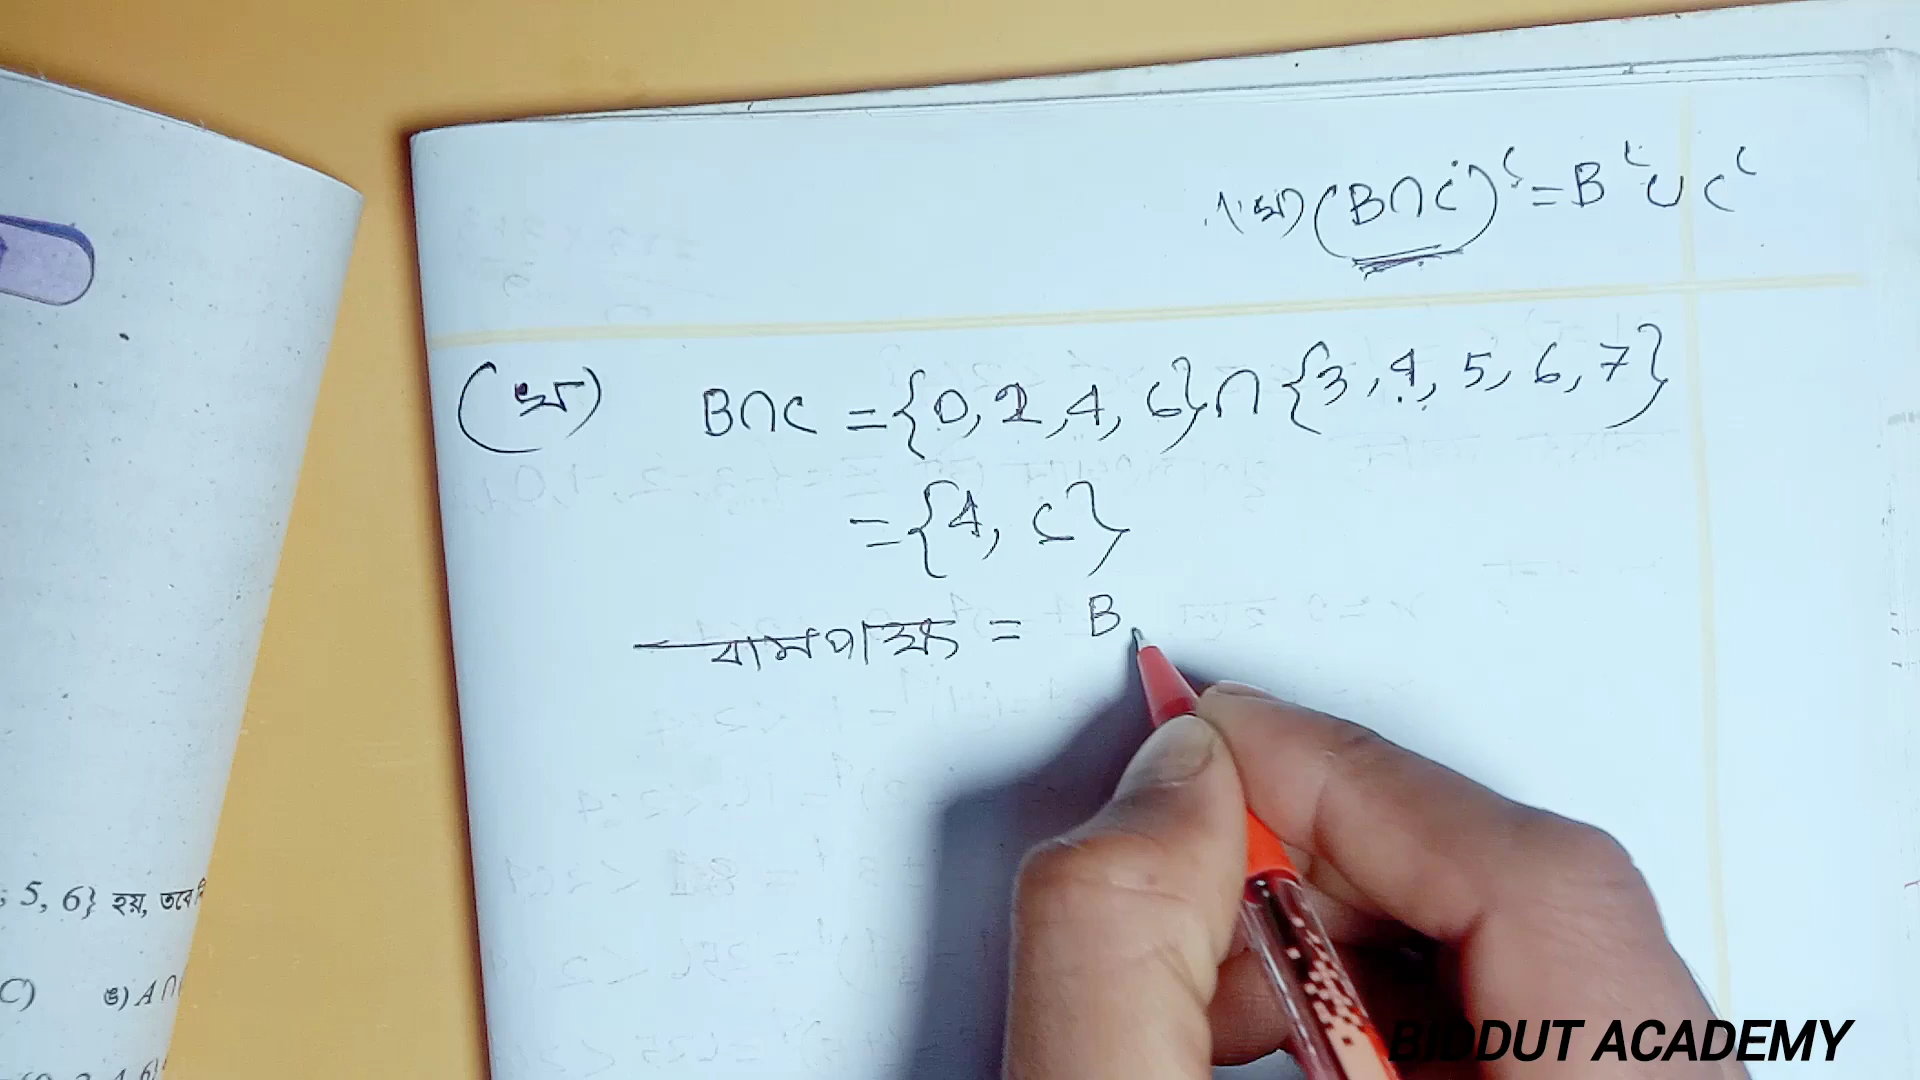 (খ) (B∩C)ᶜ = Bᶜ ∪ Cᶜ
(খ) B∩C = {0, 2, 4, 6} ∩ {3, 4, 5, 6, 7}
= {4, 6}
বামপক্ষ = B
; 5, 6} হয়, তবে
C) ঙ) A∩
BIDDUT ACADEMY